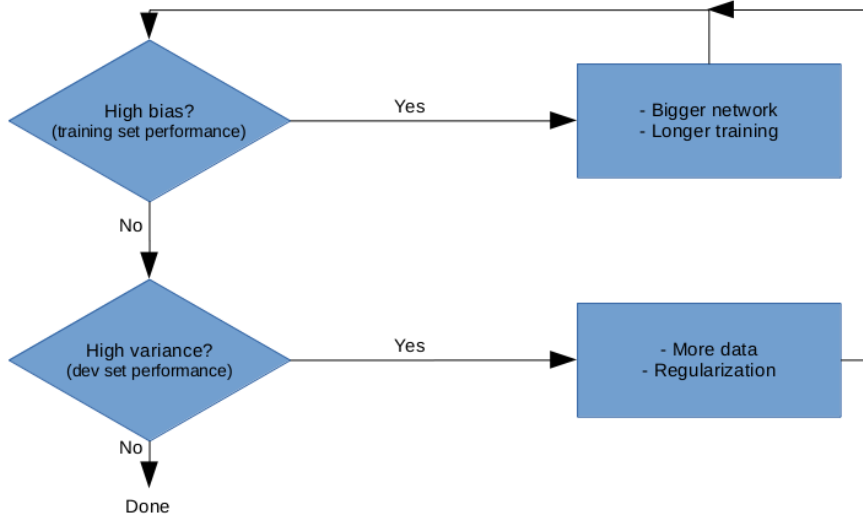 High bias?
(training set performance)
Yes
- Bigger network
- Longer training
No
High variance?
(dev set performance)
Yes
- More data
- Regularization
No
Done